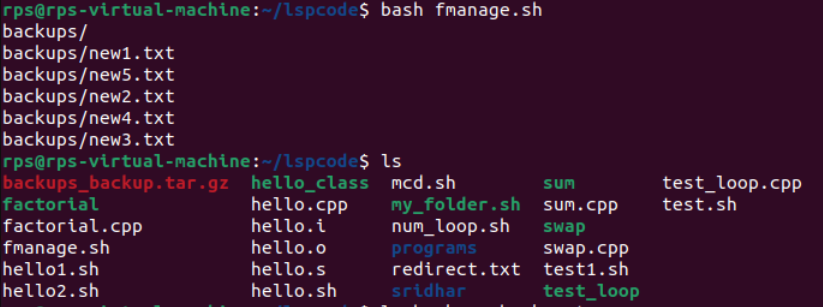 rps@rps-virtual-machine:~/lspcode$ bash fmanage.sh
backups/
backups/new1.txt
backups/new5.txt
backups/new2.txt
backups/new4.txt
backups/new3.txt
rps@rps-virtual-machine:~/lspcode$ ls
backups_backup.tar.gz hello_class mcd.sh sum test_loop.cpp
factorial hello.cpp my_folder.sh sum.cpp test.sh
factorial.cpp hello.i num_loop.sh swap
fmanage.sh hello.o programs swap.cpp
hello1.sh hello.s redirect.txt test1.sh
hello2.sh hello.sh sridhar test_loop